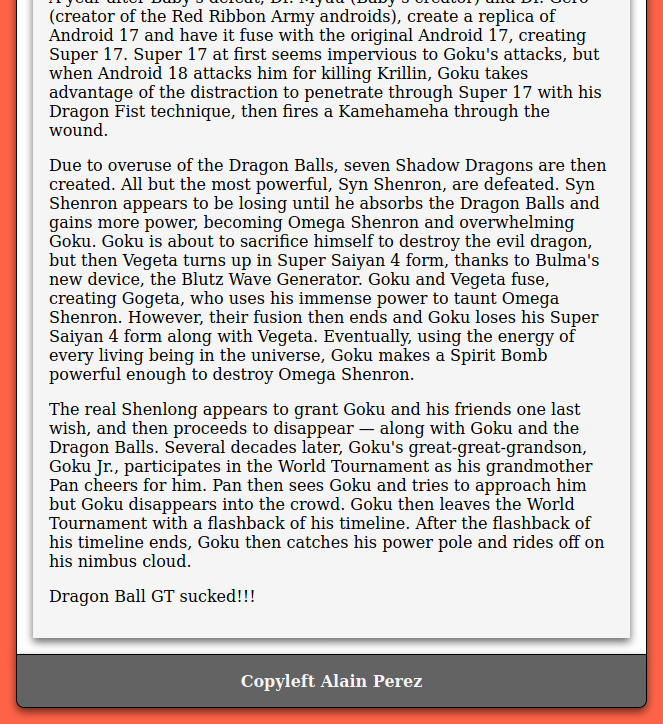 A year after Baby's defeat, Dr. Myuu (Baby's creator) and Dr. Gero
(creator of the Red Ribbon Army androids), create a replica of
Android 17 and have it fuse with the original Android 17, creating
Super 17. Super 17 at first seems impervious to Goku's attacks, but
when Android 18 attacks him for killing Krillin, Goku takes
advantage of the distraction to penetrate through Super 17 with his
Dragon Fist technique, then fires a Kamehameha through the
wound.
Due to overuse of the Dragon Balls, seven Shadow Dragons are then
created. All but the most powerful, Syn Shenron, are defeated. Syn
Shenron appears to be losing until he absorbs the Dragon Balls and
gains more power, becoming Omega Shenron and overwhelming
Goku. Goku is about to sacrifice himself to destroy the evil dragon,
but then Vegeta turns up in Super Saiyan 4 form, thanks to Bulma's
new device, the Blutz Wave Generator. Goku and Vegeta fuse,
creating Gogeta, who uses his immense power to taunt Omega
Shenron. However, their fusion then ends and Goku loses his Super
Saiyan 4 form along with Vegeta. Eventually, using the energy of
every living being in the universe, Goku makes a Spirit Bomb
powerful enough to destroy Omega Shenron.
The real Shenlong appears to grant Goku and his friends one last
wish, and then proceeds to disappear — along with Goku and the
Dragon Balls. Several decades later, Goku's great-great-grandson,
Goku Jr., participates in the World Tournament as his grandmother
Pan cheers for him. Pan then sees Goku and tries to approach him
but Goku disappears into the crowd. Goku then leaves the World
Tournament with a flashback of his timeline. After the flashback of
his timeline ends, Goku then catches his power pole and rides off on
his nimbus cloud.
Dragon Ball GT sucked!!!
Copyleft Alain Perez